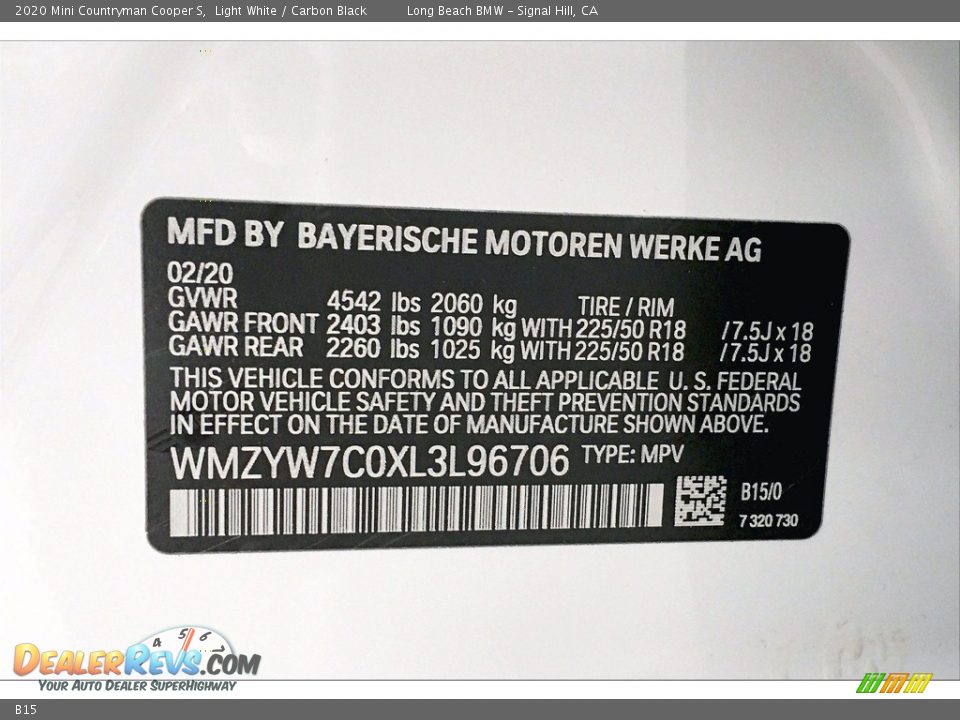 2020 Mini Countryman Cooper S, Light White / Carbon Black Long Beach BMW - Signal Hill, CA
MFD BY BAYERISCHE MOTOREN WERKE AG
02/20
GVWR 4542 lbs 2060 kg TIRE / RIM
GAWR FRONT 2403 lbs 1090 kg WITH 225/50 R18 /7.5J x 18
GAWR REAR 2260 lbs 1025 kg WITH 225/50 R18 /7.5J x 18
THIS VEHICLE CONFORMS TO ALL APPLICABLE U. S. FEDERAL
MOTOR VEHICLE SAFETY AND THEFT PREVENTION STANDARDS
IN EFFECT ON THE DATE OF MANUFACTURE SHOWN ABOVE.
WMZYW7C0XL3L96706 TYPE: MPV
B15/0
7 320 730
4 5 6
DEALERREVS.COM
YOUR AUTO DEALER SUPERHIGHWAY
B15